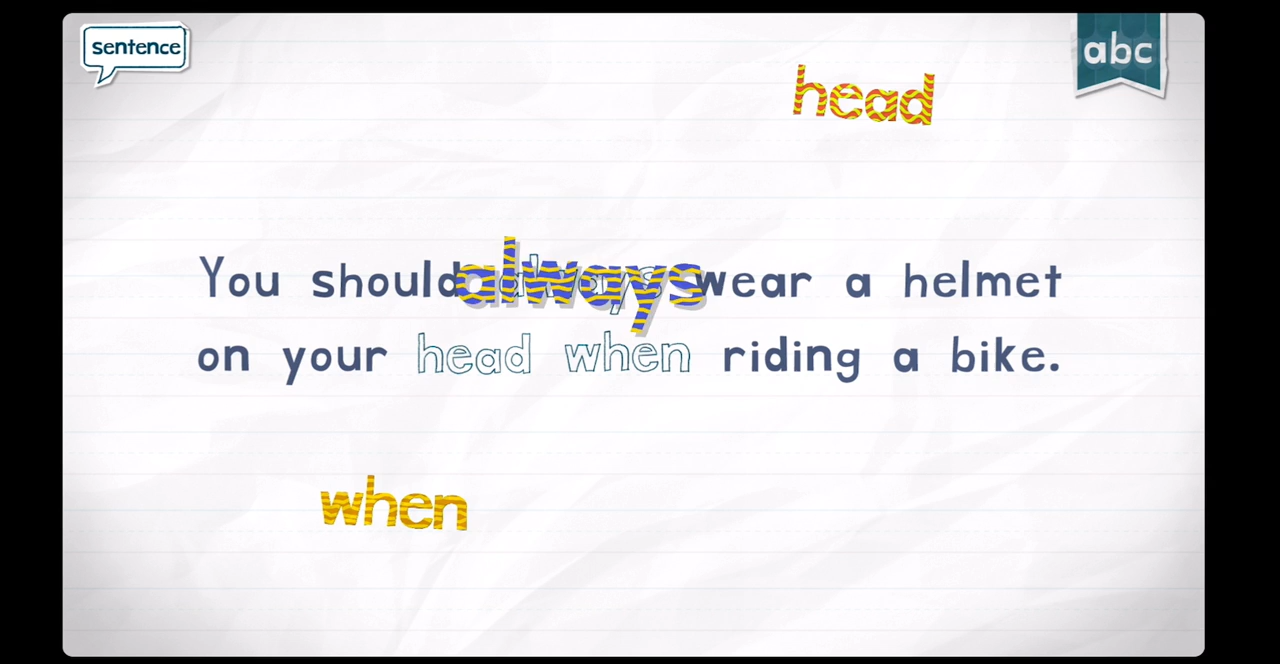 sentence
abc
head
You should always wear a helmet
on your head when riding a bike.
when